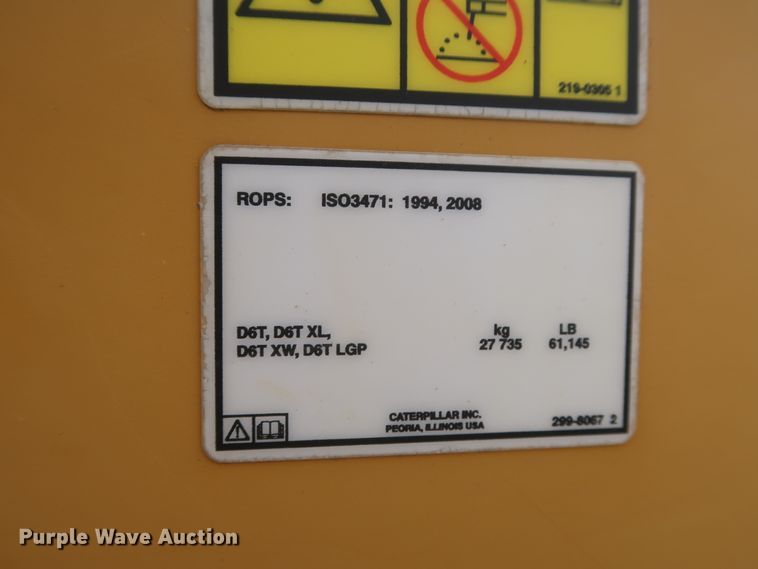 219-0306 1
ROPS: ISO3471: 1994, 2008
D6T, D6T XL, kg LB
D6T XW, D6T LGP 27 735 61,145
CATERPILLAR INC.
PEORIA, ILLINOIS USA
299-8067 2
Purple Wave Auction